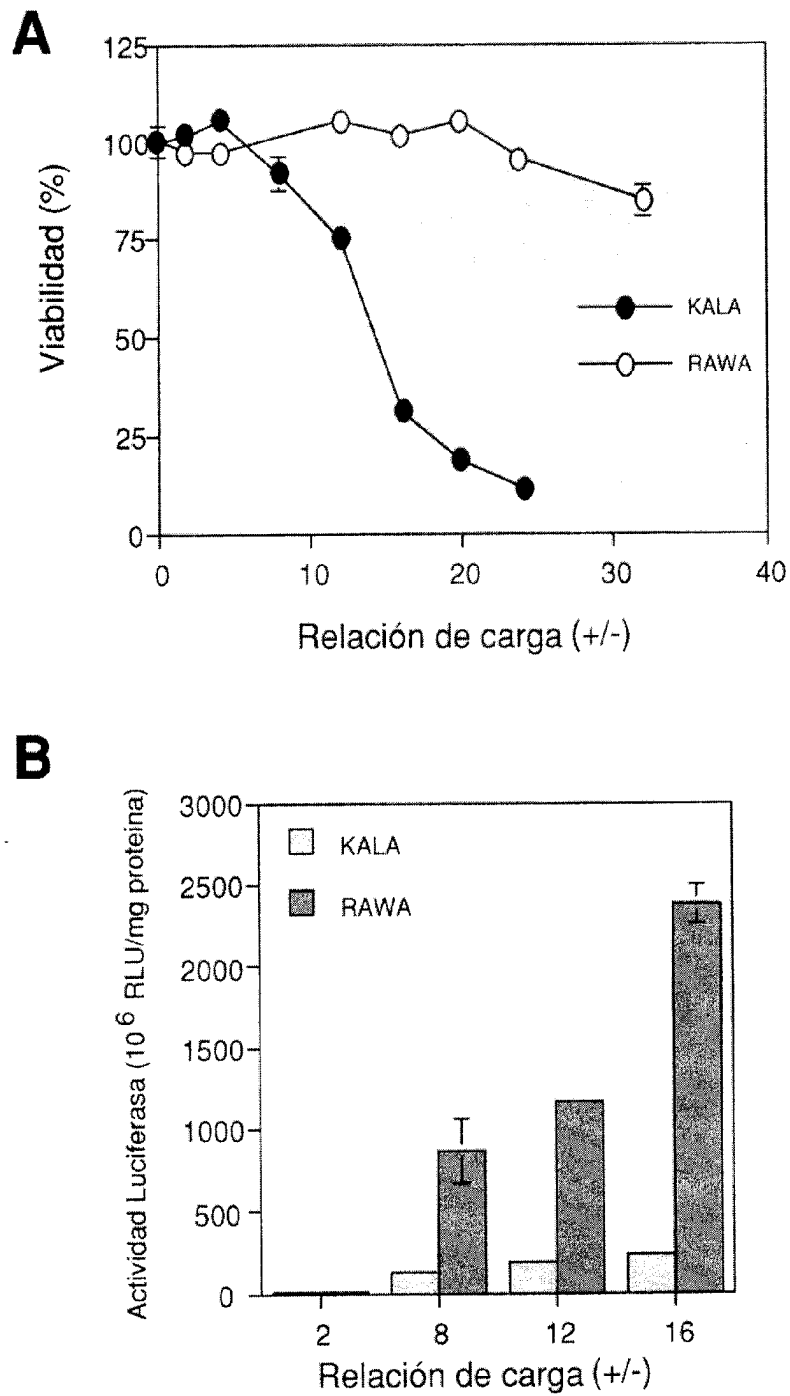 A
125
100
75
50
25
0
Viabilidad (%)
KALA
RAWA
0 10 20 30 40
Relación de carga (+/-)
B
3000
2500
2000
1500
1000
500
0
Actividad Luciferasa (10^6 RLU/mg proteina)
KALA
RAWA
2 8 12 16
Relación de carga (+/-)